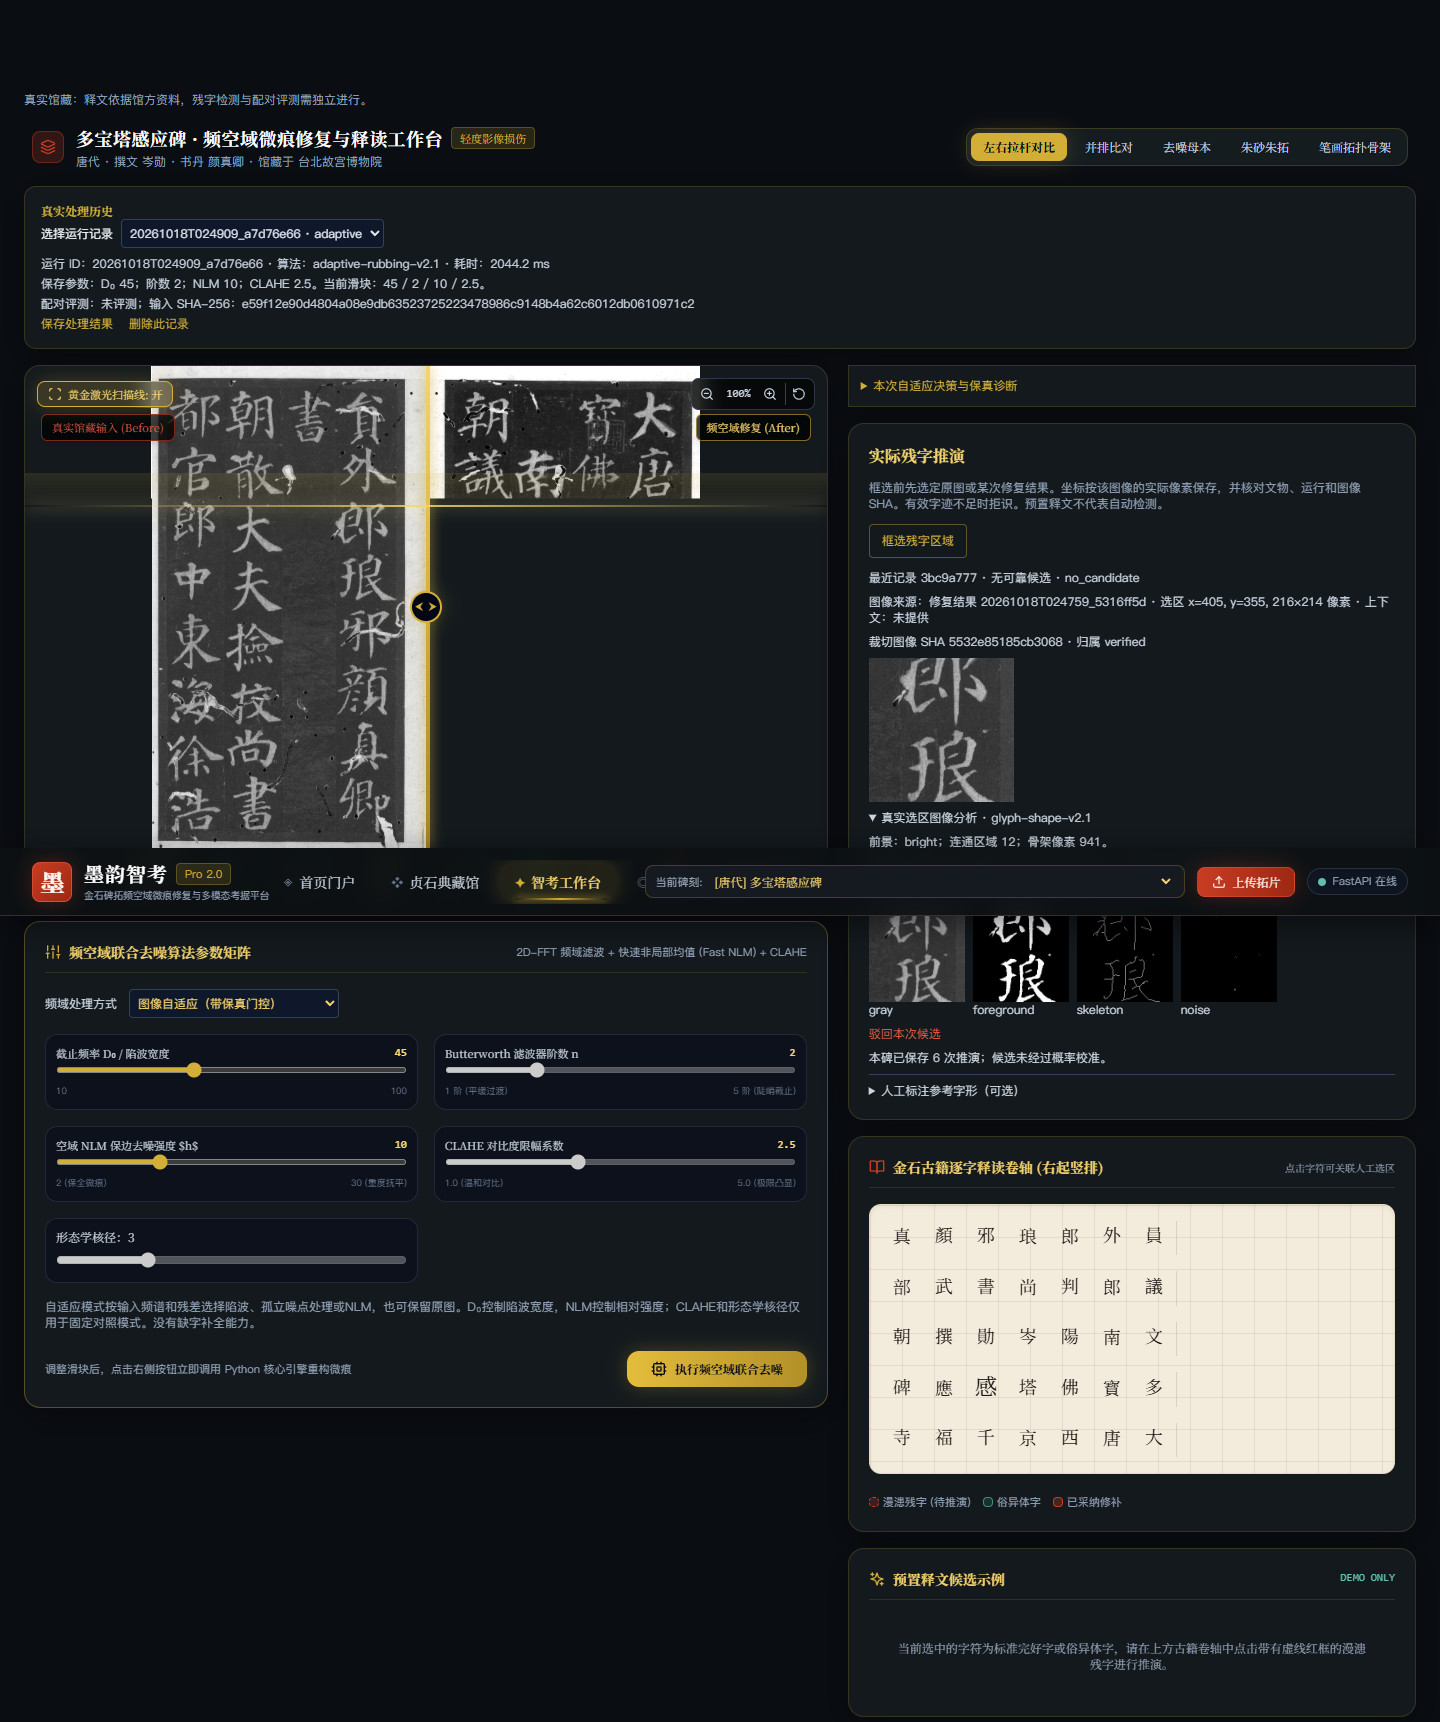 真实馆藏：释文依据馆方资料，残字检测与配对评测需独立进行。
多宝塔感应碑 · 频空域微痕修复与释读工作台
轻度影像损伤
唐代 · 撰文 岑勋 · 书丹 颜真卿 · 馆藏于 台北故宫博物院
左右拉杆对比
并排比对
去噪母本
朱砂朱拓
笔画拓扑骨架
真实处理历史
选择运行记录
20261018T024909_a7d76e66 · adaptive
运行 ID：20261018T024909_a7d76e66 · 算法：adaptive-rubbing-v2.1 · 耗时：2044.2 ms
保存参数：D₀ 45；阶数 2；NLM 10；CLAHE 2.5。当前滑块：45 / 2 / 10 / 2.5。
配对评测：未评测；输入 SHA-256：e59f12e90d4804a08e9db63523725223478986c9148b4a62c6012db0610971c2
保存处理结果
删除此记录
黄金激光扫描线: 开
真实馆藏输入 (Before)
100%
频空域修复 (After)
大唐
寶佛
南
朝議
員外郎琅邪顏真卿
書
朝散大夫撿挍尚書
都官郎中東海徐浩
本次自适应决策与保真诊断
实际残字推演
框选前先选定原图或某次修复结果。坐标按该图像的实际像素保存，并核对文物、运行和图像
SHA。有效字迹不足时拒识。预置释文不代表自动检测。
框选残字区域
最近记录 3bc9a777 · 无可靠候选 · no_candidate
图像来源：修复结果 20261018T024759_5316ff5d · 选区 x=405, y=355, 216×214 像素 · 上下
文：未提供
裁切图像 SHA 5532e85185cb3068 · 归属 verified
郎
琅
真实选区图像分析 · glyph-shape-v2.1
前景：bright；连通区域 12；骨架像素 941。
墨
墨韵智考
Pro 2.0
金石碑拓频空域微痕修复与多模态考据平台
首页门户
贞石典藏馆
智考工作台
当前碑刻:
[唐代] 多宝塔感应碑
上传拓片
FastAPI 在线
gray
foreground
skeleton
noise
驳回本次候选
本碑已保存 6 次推演；候选未经过概率校准。
人工标注参考字形（可选）
频空域联合去噪算法参数矩阵
2D-FFT 频域滤波 + 快速非局部均值 (Fast NLM) + CLAHE
频域处理方式
图像自适应（带保真门控）
截止频率 D₀ / 陷波宽度
45
10
100
Butterworth 滤波器阶数 n
2
1 阶 (平缓过渡)
5 阶 (陡峭截止)
空域 NLM 保边去噪强度 $h$
10
2 (保全微痕)
30 (重度抚平)
CLAHE 对比度限幅系数
2.5
1.0 (温和对比)
5.0 (极限凸显)
形态学核径：3
自适应模式按输入频谱和残差选择陷波、孤立噪点处理或NLM，也可保留原图。D₀控制陷波宽度，NLM控制相对强度；CLAHE和形态学核径仅
用于固定对照模式。没有缺字补全能力。
调整滑块后，点击右侧按钮立即调用 Python 核心引擎重构微痕
执行频空域联合去噪
金石古籍逐字释读卷轴 (右起竖排)
点击字符可关联人工选区
真 顏 邪 琅 郎 外 員
部 武 書 尚 判 郎 議
朝 撰 勛 岑 陽 南 文
碑 應 感 塔 佛 寶 多
寺 福 千 京 西 唐 大
漫漶残字 (待推演)
俗异体字
已采纳修补
预置释文候选示例
DEMO ONLY
当前选中的字符为标准完好字或俗异体字，请在上方古籍卷轴中点击带有虚线红框的漫漶
残字进行推演。